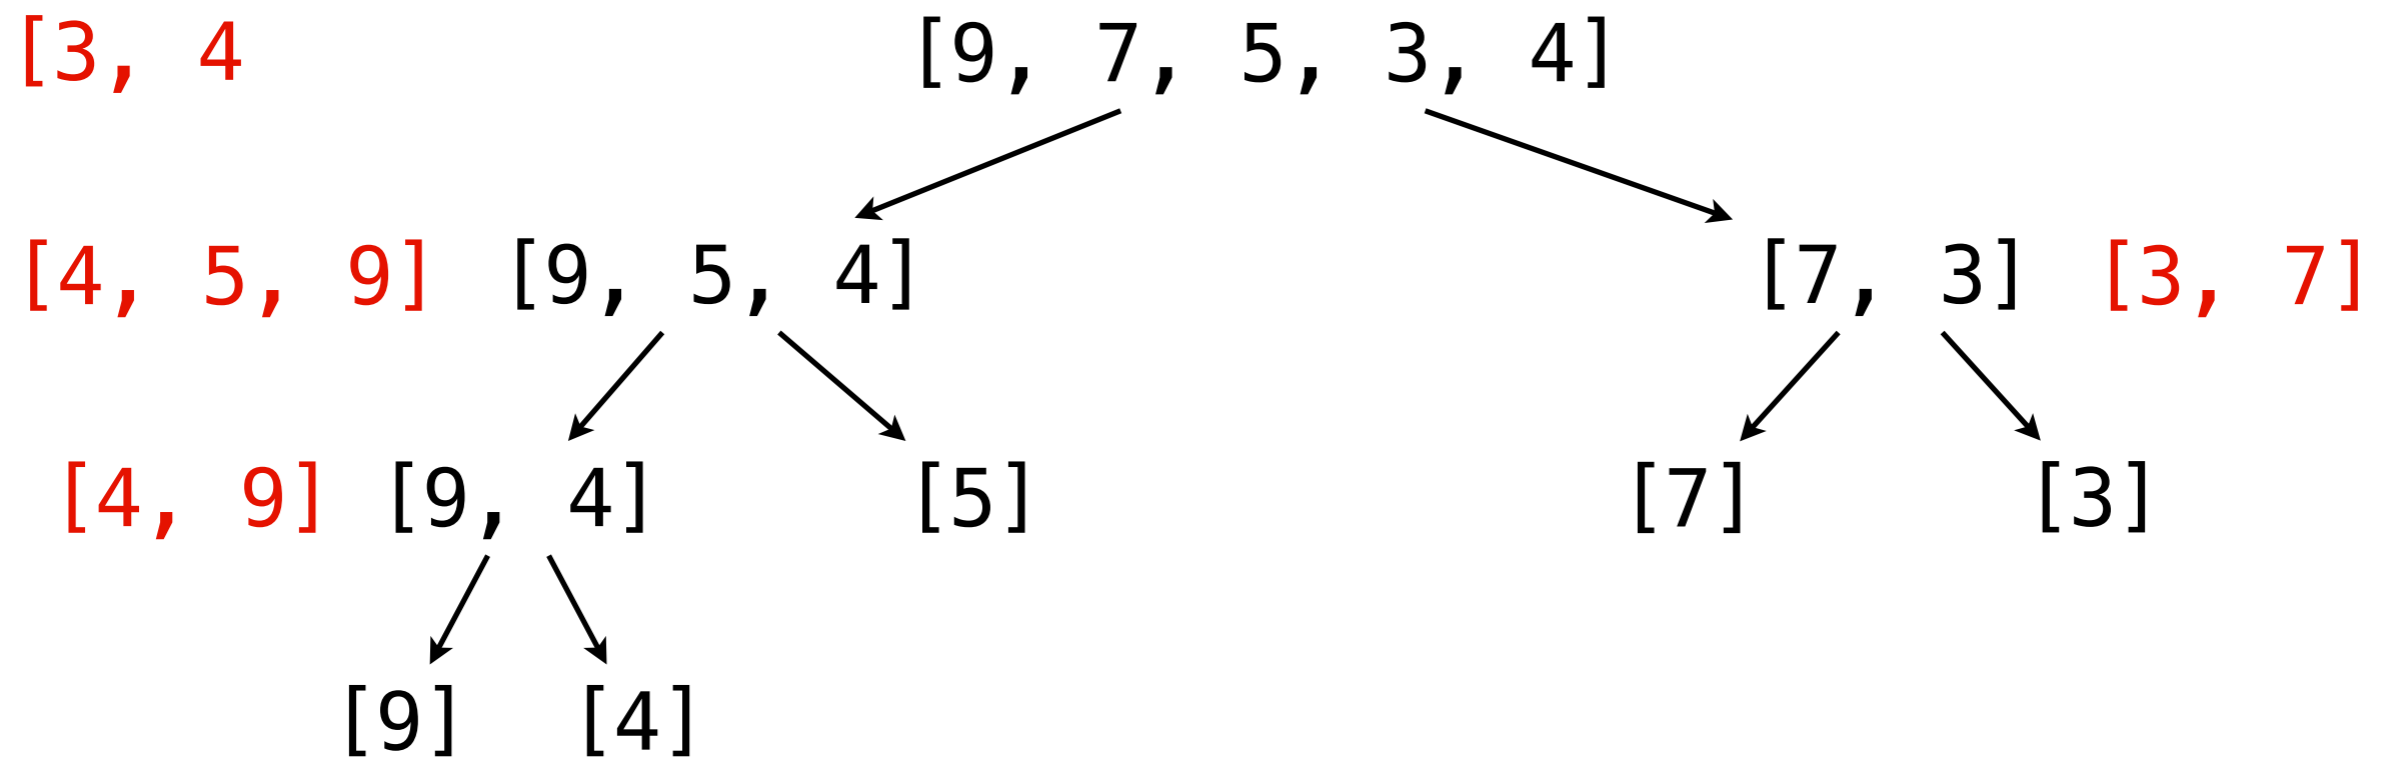 [3, 4 [9, 7, 5, 3, 4]
[4, 5, 9] [9, 5, 4] [7, 3] [3, 7]
[4, 9] [9, 4] [5] [7] [3]
[9] [4]